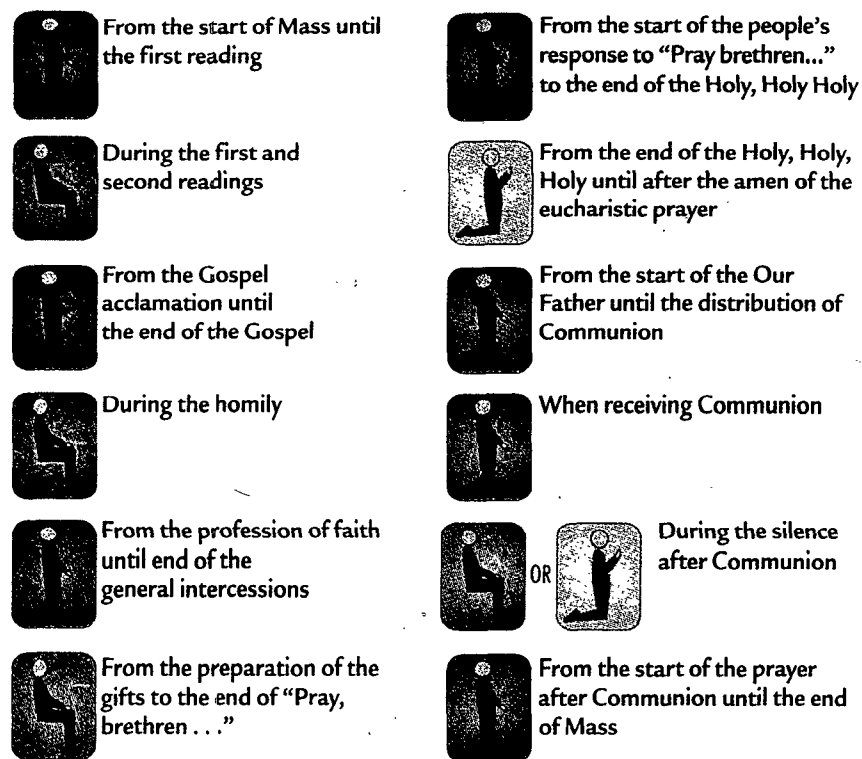 From the start of Mass until
the first reading
During the first and
second readings
From the Gospel
acclamation until
the end of the Gospel
During the homily
From the profession of faith
until end of the
general intercessions
From the preparation of the
gifts to the end of “Pray,
brethren . . .”
From the start of the people’s
response to “Pray brethren...”
to the end of the Holy, Holy Holy
From the end of the Holy, Holy,
Holy until after the amen of the
eucharistic prayer
From the start of the Our
Father until the distribution of
Communion
When receiving Communion
OR
During the silence
after Communion
From the start of the prayer
after Communion until the end
of Mass